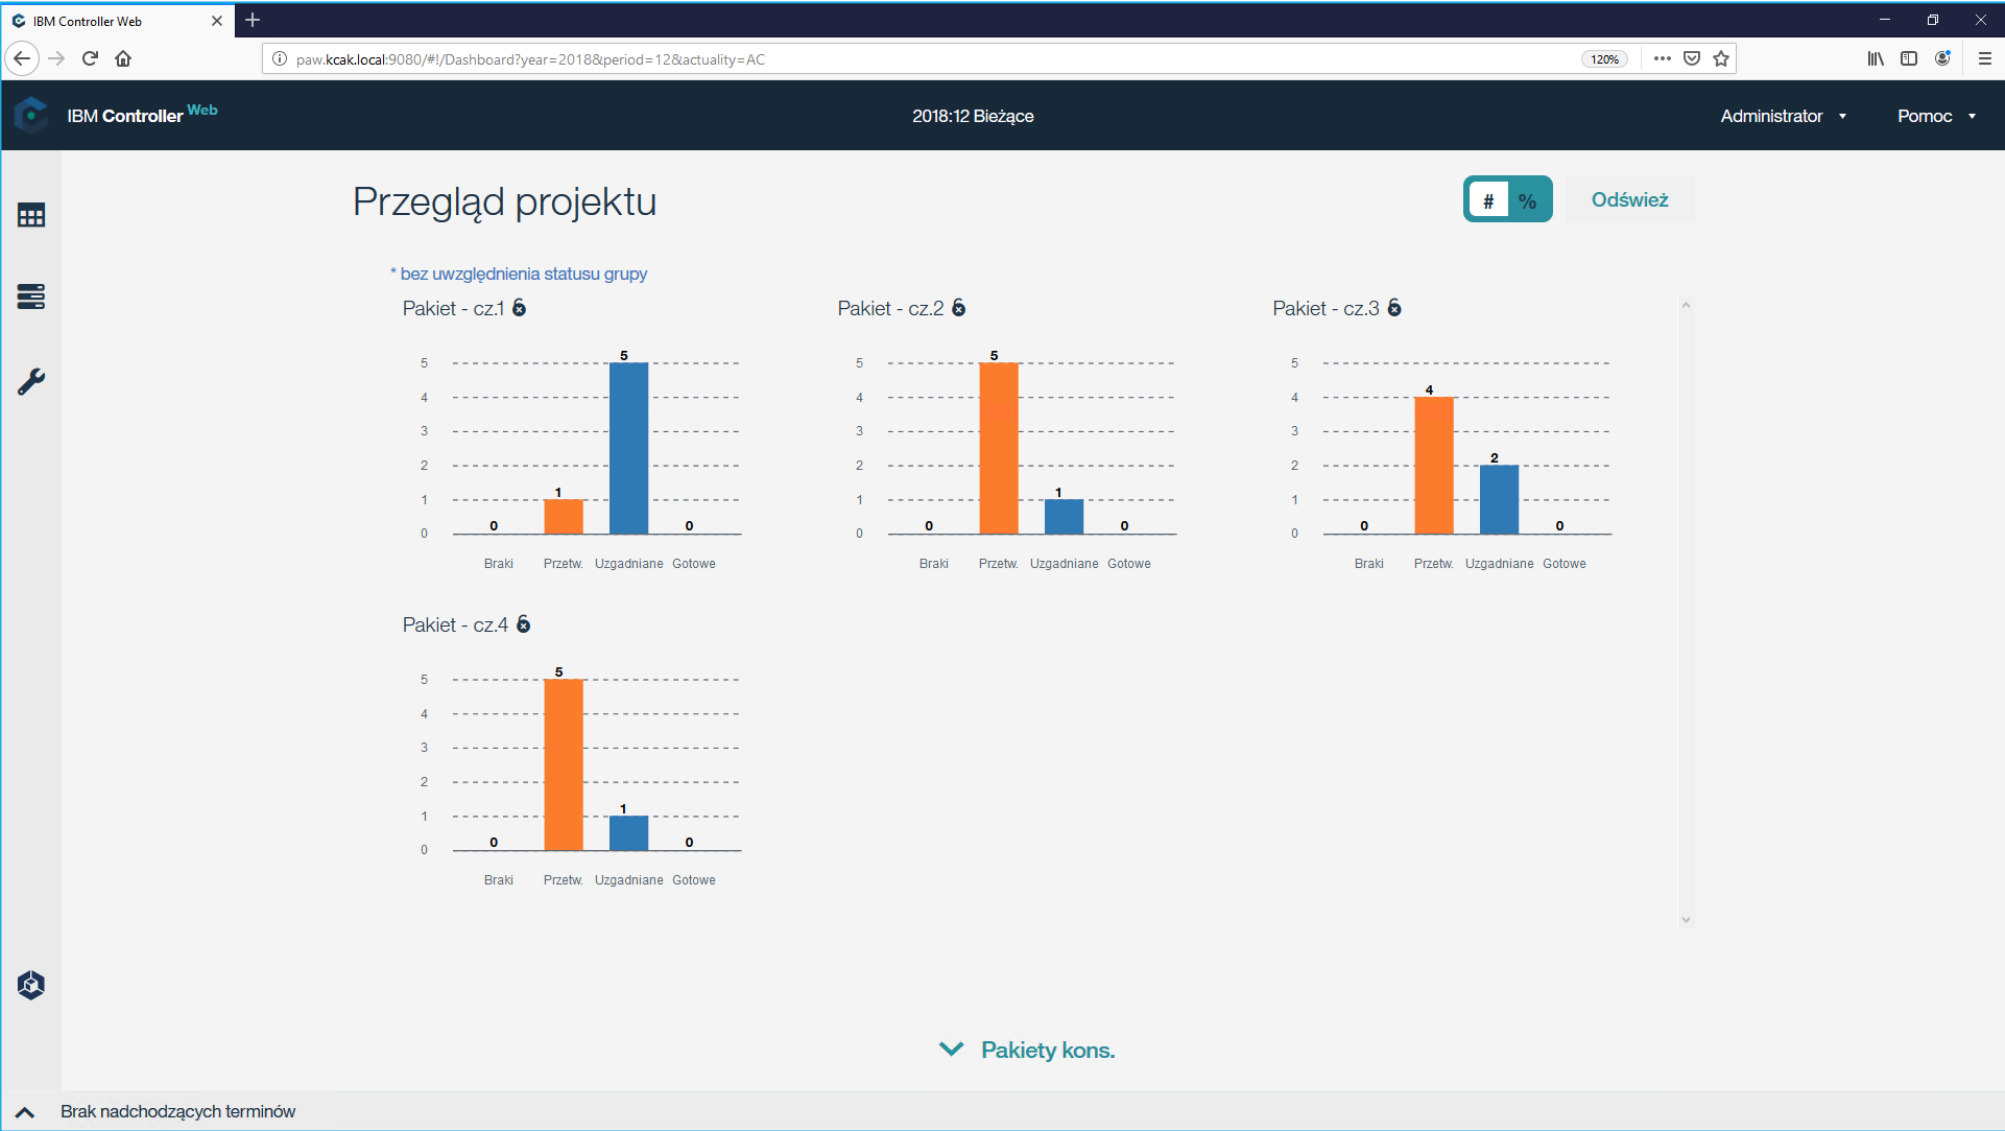 IBM Controller Web
paw.kcak.local:9080/#!/Dashboard?year=2018&period=12&actuality=AC
120%
IBM Controller Web
2018:12 Bieżące
Administrator
Pomoc
Przegląd projektu
# %
Odśwież
* bez uwzględnienia statusu grupy
Pakiet - cz.1
5
4
3
2
1
0
0
1
5
0
Braki Przetw. Uzgadniane Gotowe
Pakiet - cz.2
5
4
3
2
1
0
0
5
1
0
Braki Przetw. Uzgadniane Gotowe
Pakiet - cz.3
5
4
3
2
1
0
0
4
2
0
Braki Przetw. Uzgadniane Gotowe
Pakiet - cz.4
5
4
3
2
1
0
0
5
1
0
Braki Przetw. Uzgadniane Gotowe
Pakiety kons.
Brak nadchodzących terminów